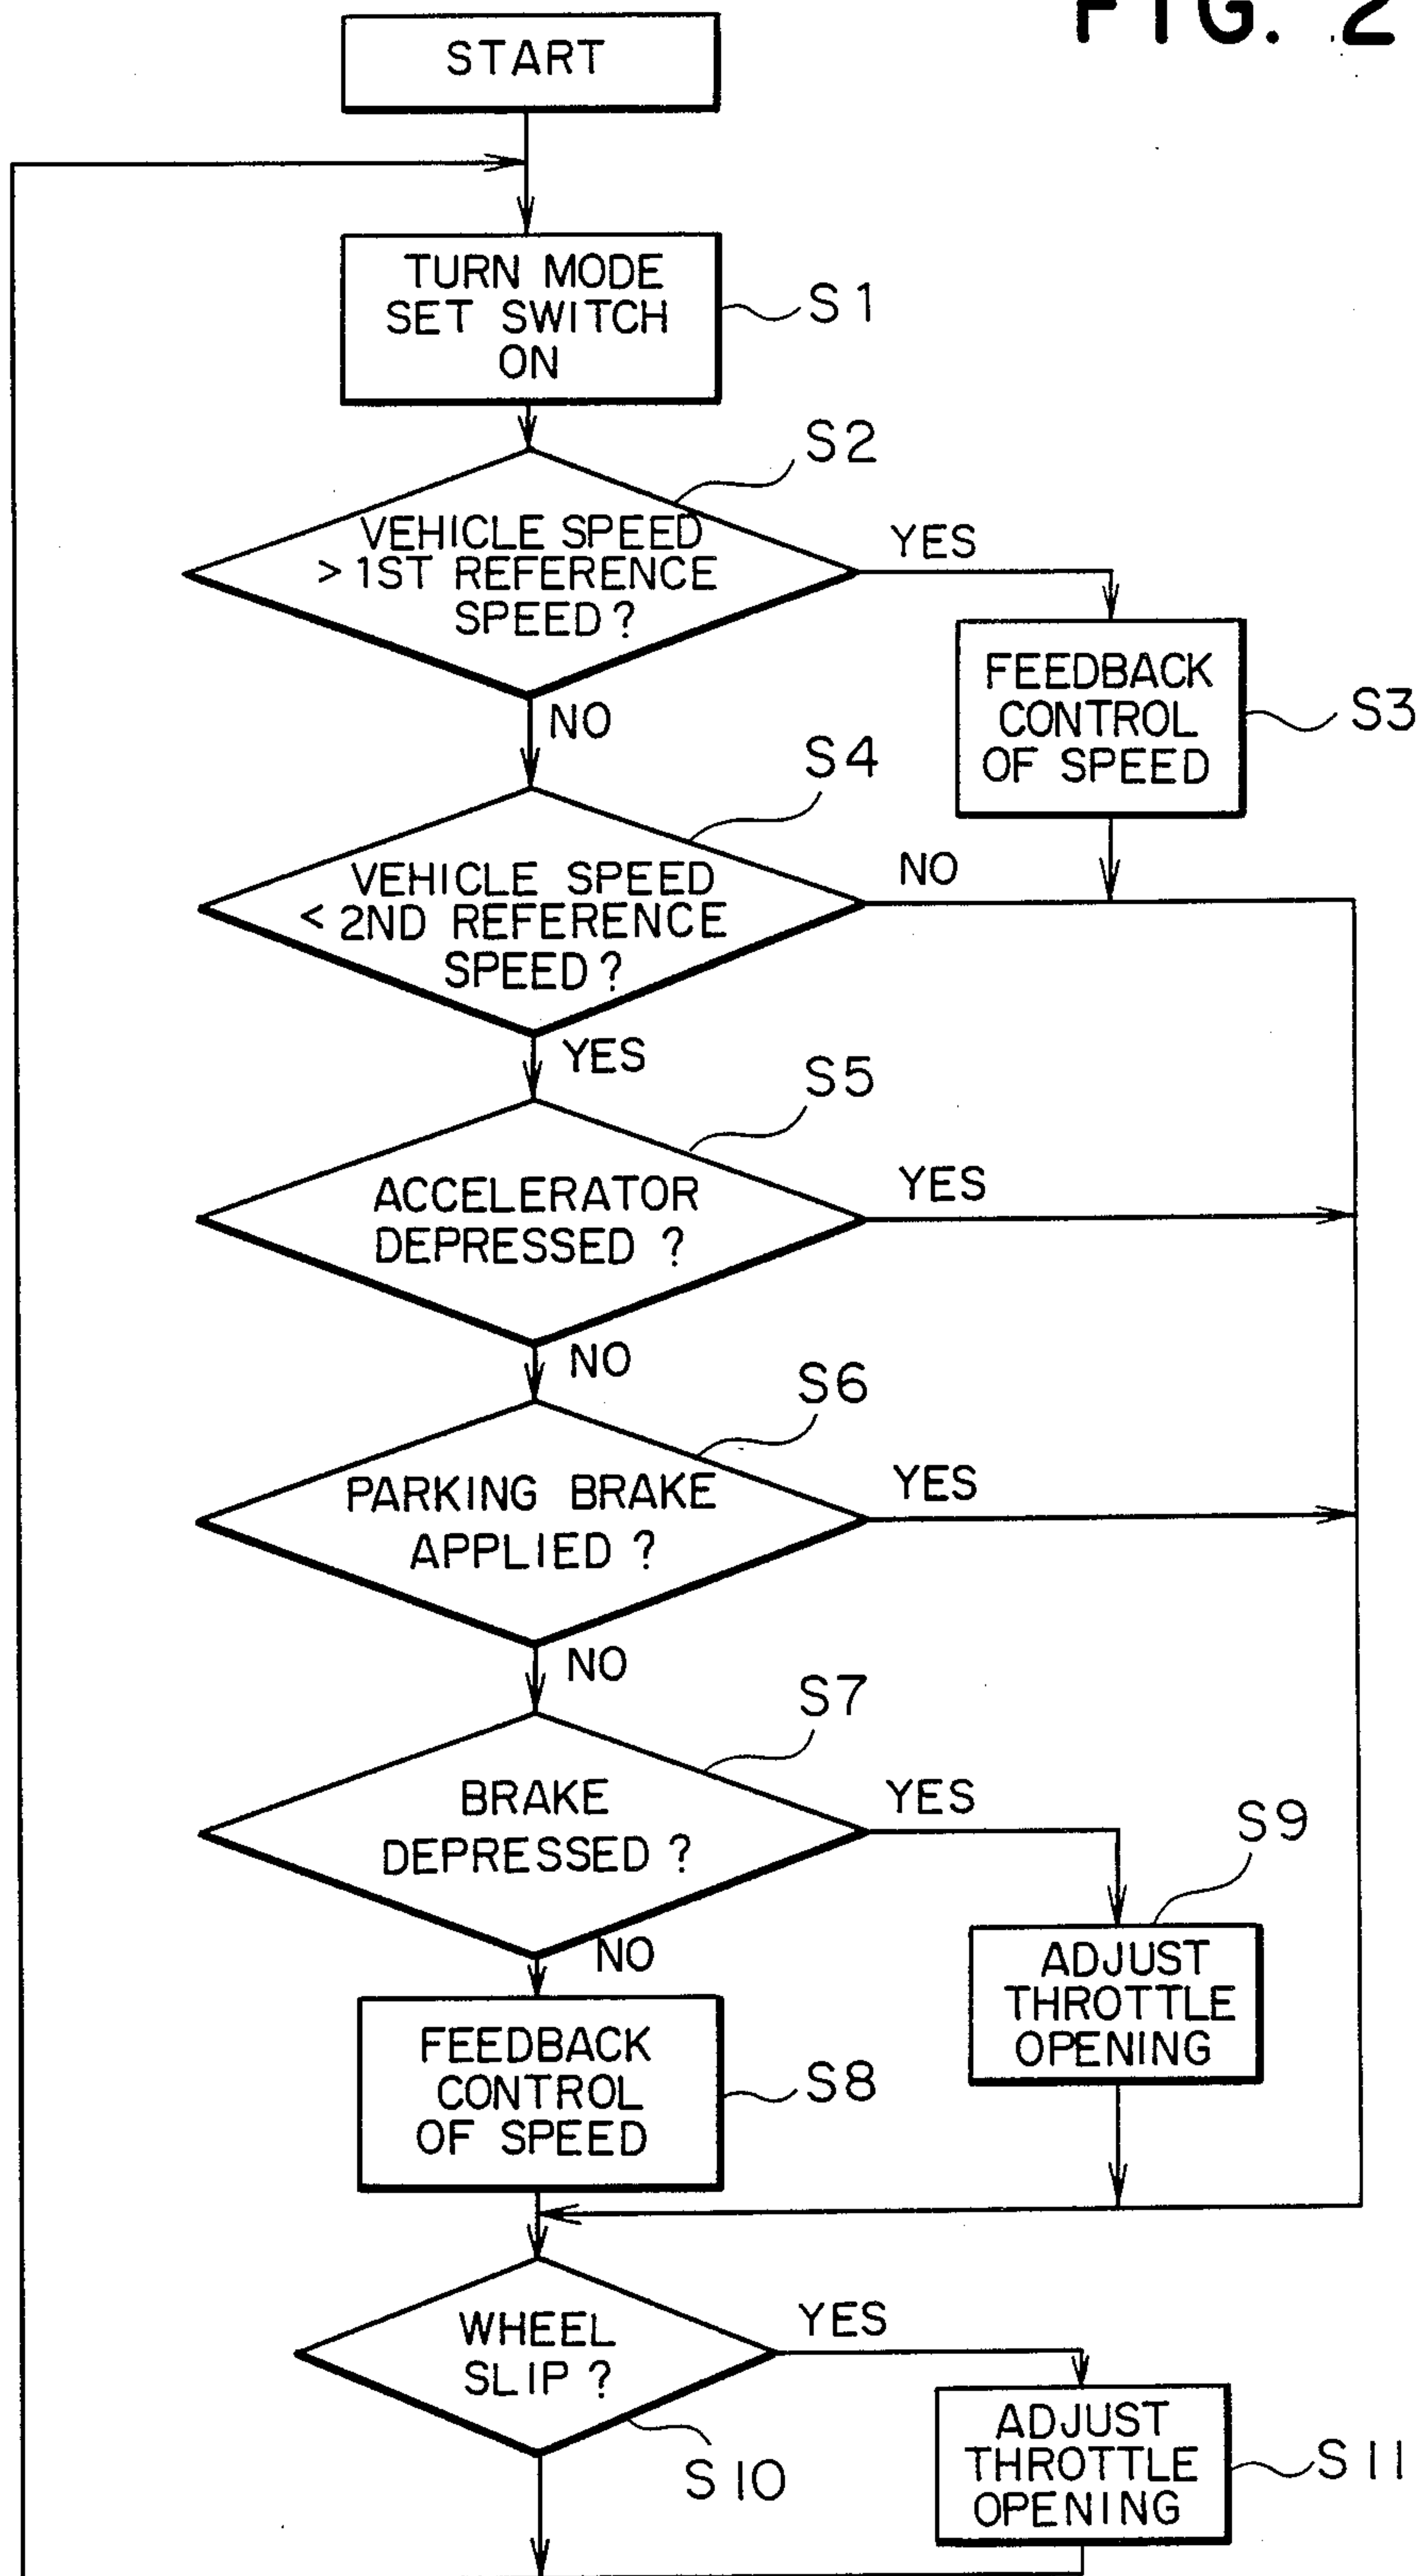 FIG. 2
START
TURN MODE
SET SWITCH
ON
S1
S2
VEHICLE SPEED
> 1ST REFERENCE
SPEED?
YES
FEEDBACK
CONTROL
OF SPEED
S3
NO
S4
VEHICLE SPEED
< 2ND REFERENCE
SPEED?
NO
YES
S5
ACCELERATOR
DEPRESSED ?
YES
NO
S6
PARKING BRAKE
APPLIED ?
YES
NO
S7
BRAKE
DEPRESSED ?
YES
S9
ADJUST
THROTTLE
OPENING
NO
FEEDBACK
CONTROL
OF SPEED
S8
WHEEL
SLIP ?
YES
S10
ADJUST
THROTTLE
OPENING
S11